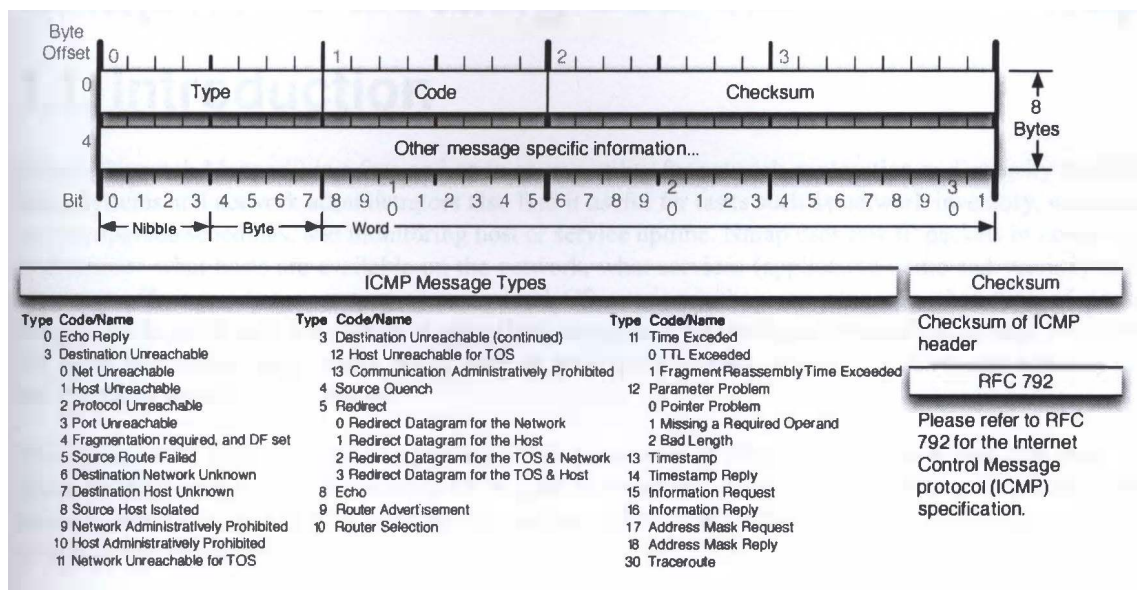 Byte
Offset
0 1 2 3
0
Type Code Checksum
8
Bytes
4
Other message specific information...
Bit 0 1 2 3 4 5 6 7 8 9 1 0 1 2 3 4 5 6 7 8 9 2 0 1 2 3 4 5 6 7 8 9 3 0 1
Nibble Byte Word
1.1. Introduction
ICMP Message Types
Type Code/Name
0 Echo Reply
3 Destination Unreachable
0 Net Unreachable
1 Host Unreachable
2 Protocol Unreachable
3 Port Unreachable
4 Fragmentation required, and DF set
5 Source Route Failed
6 Destination Network Unknown
7 Destination Host Unknown
8 Source Host Isolated
9 Network Administratively Prohibited
10 Host Administratively Prohibited
11 Network Unreachable for TOS
Type Code/Name
3 Destination Unreachable (continued)
12 Host Unreachable for TOS
13 Communication Administratively Prohibited
4 Source Quench
5 Redirect
0 Redirect Datagram for the Network
1 Redirect Datagram for the Host
2 Redirect Datagram for the TOS & Network
3 Redirect Datagram for the TOS & Host
8 Echo
9 Router Advertisement
10 Router Selection
Type Code/Name
11 Time Exceded
0 TTL Exceeded
1 Fragment Reassembly Time Exceeded
12 Parameter Problem
0 Pointer Problem
1 Missing a Required Operand
2 Bad Length
13 Timestamp
14 Timestamp Reply
15 Information Request
16 Information Reply
17 Address Mask Request
18 Address Mask Reply
30 Traceroute
Checksum
Checksum of ICMP
header
RFC 792
Please refer to RFC
792 for the Internet
Control Message
protocol (ICMP)
specification.